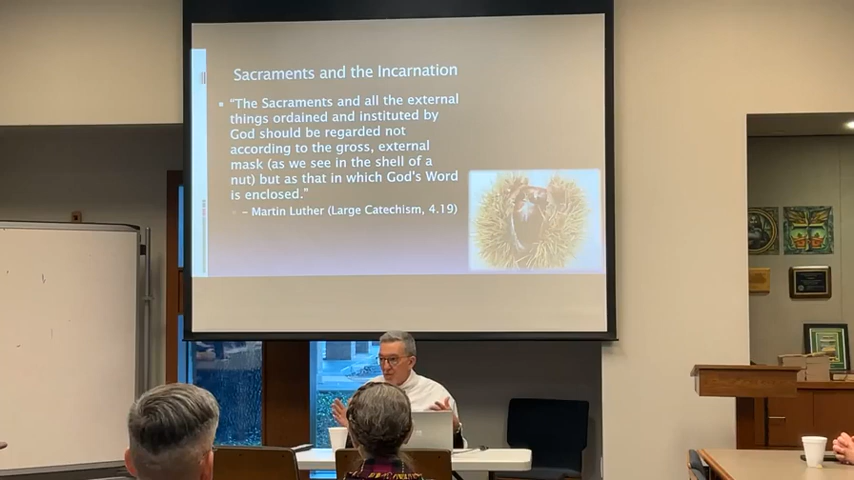 Sacraments and the Incarnation
"The Sacraments and all the external
things ordained and instituted by
God should be regarded not
according to the gross, external
mask (as we see in the shell of a
nut) but as that in which God's Word
is enclosed."
– Martin Luther (Large Catechism, 4.19)